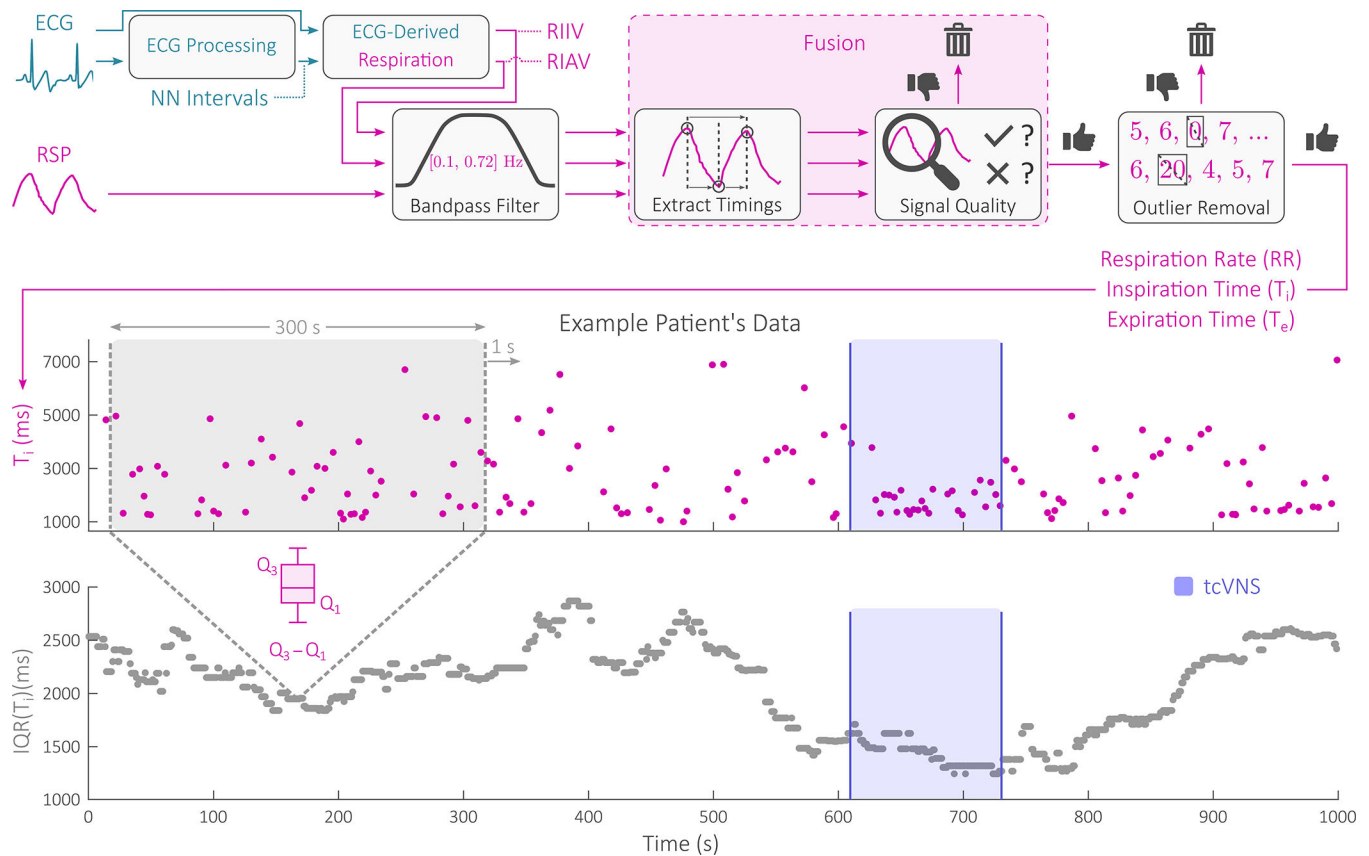 ECG
ECG Processing
ECG-Derived
Respiration
RIIV
RIAV
NN Intervals
Fusion
RSP
[0.1, 0.72] Hz
Bandpass Filter
Extract Timings
?
?
Signal Quality
5, 6, 0, 7, ...
6, 20, 4, 5, 7
Outlier Removal
Respiration Rate (RR)
Inspiration Time (Ti)
Expiration Time (Te)
300 s
Example Patient's Data
1 s
7000
5000
3000
1000
Ti (ms)
Q3
Q1
Q3 – Q1
tcVNS
3000
2500
2000
1500
1000
IQR(Ti)(ms)
0 100 200 300 400 500 600 700 800 900 1000
Time (s)